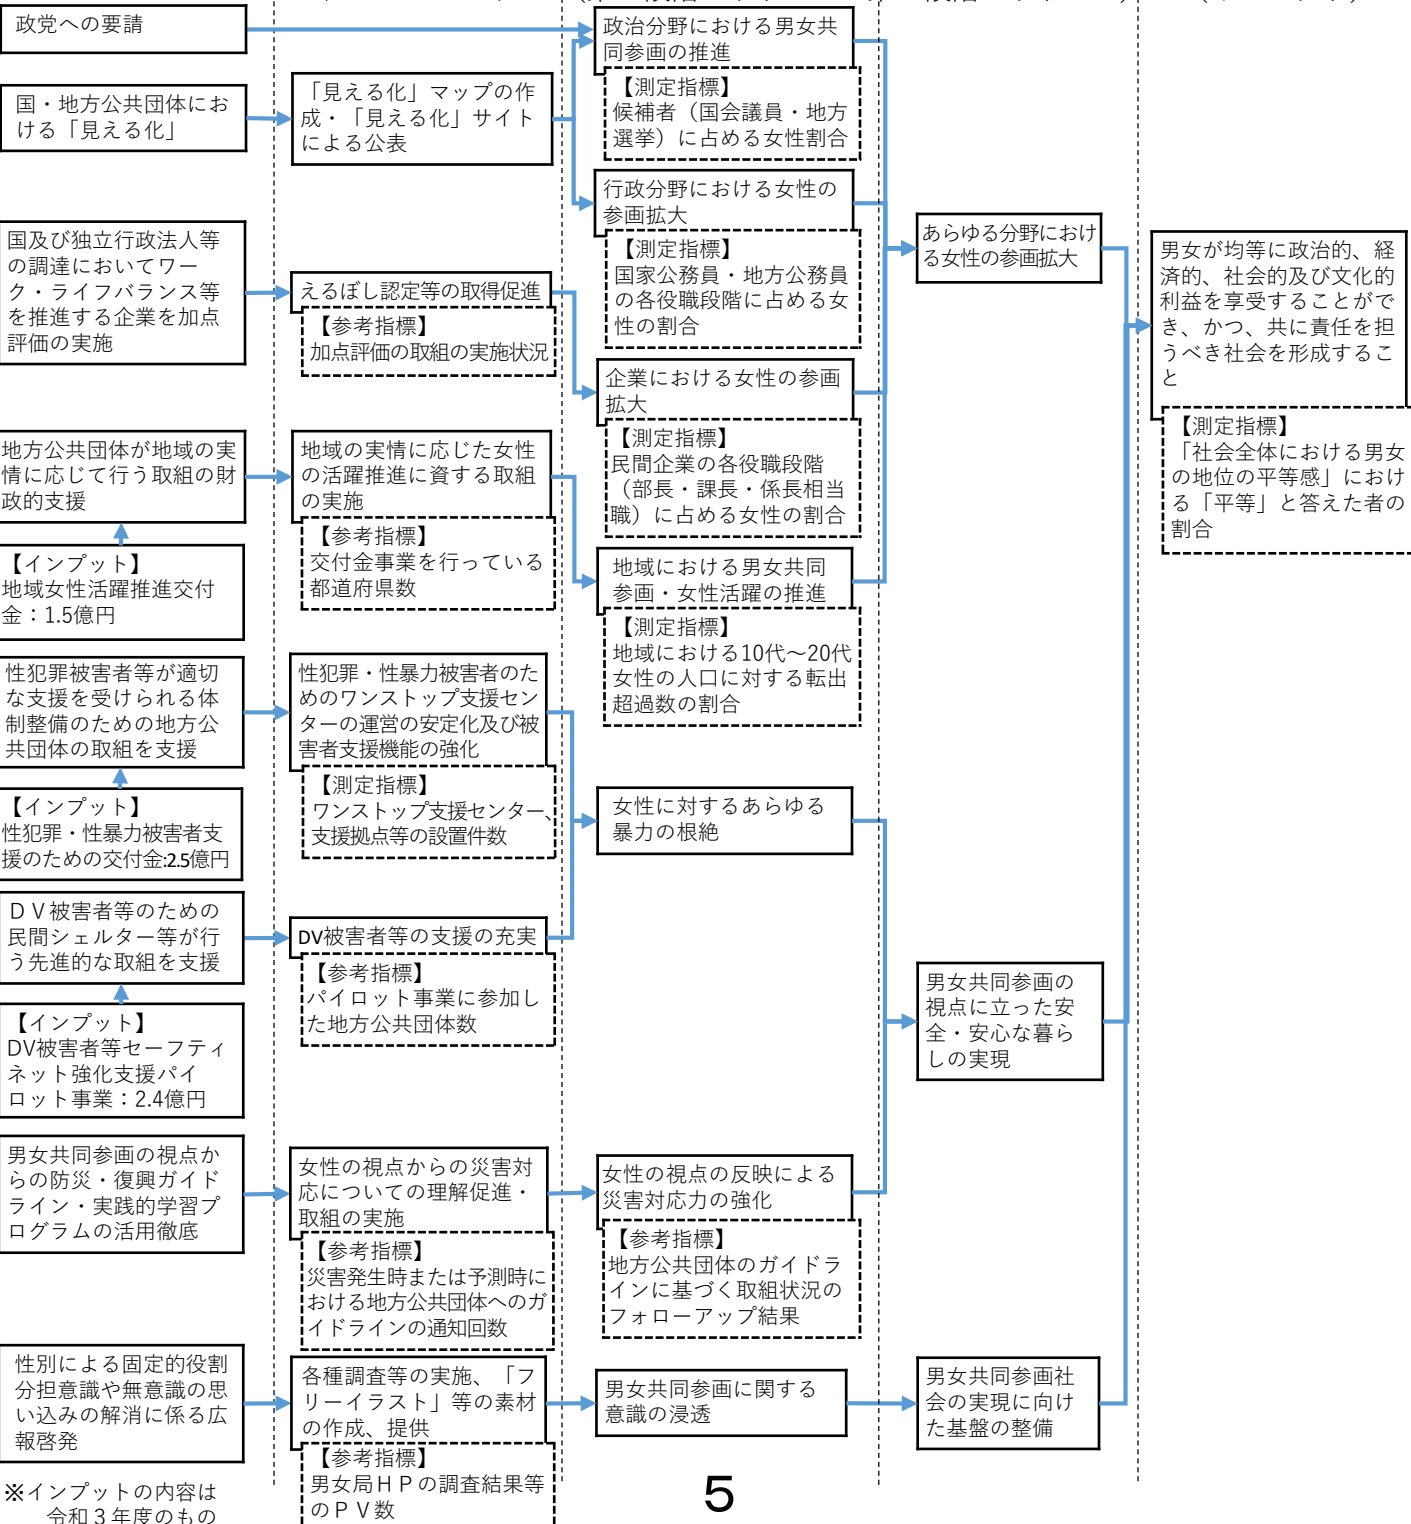 政党への要請
国・地方公共団体にお
ける「見える化」
国及び独立行政法人等
の調達においてワー
ク・ライフバランス等
を推進する企業を加点
評価の実施
地方公共団体が地域の実
情に応じて行う取組の財
政的支援
【インプット】
地域女性活躍推進交付
金：1.5億円
性犯罪被害者等が適切
な支援を受けられる体
制整備のための地方公
共団体の取組を支援
【インプット】
性犯罪・性暴力被害者支
援のための交付金:2.5億円
ＤＶ被害者等のための
民間シェルター等が行
う先進的な取組を支援
【インプット】
DV被害者等セーフティ
ネット強化支援パイ
ロット事業：2.4億円
男女共同参画の視点か
らの防災・復興ガイド
ライン・実践的学習プ
ログラムの活用徹底
性別による固定的役割
分担意識や無意識の思
い込みの解消に係る広
報啓発
※インプットの内容は
令和３年度のもの
「見える化」マップの作
成・「見える化」サイト
による公表
えるぼし認定等の取得促進
【参考指標】
加点評価の取組の実施状況
地域の実情に応じた女性
の活躍推進に資する取組
の実施
【参考指標】
交付金事業を行っている
都道府県数
性犯罪・性暴力被害者のた
めのワンストップ支援セン
ターの運営の安定化及び被
害者支援機能の強化
【測定指標】
ワンストップ支援センター、
支援拠点等の設置件数
DV被害者等の支援の充実
【参考指標】
パイロット事業に参加し
た地方公共団体数
女性の視点からの災害対
応についての理解促進・
取組の実施
【参考指標】
災害発生時または予測時に
おける地方公共団体へのガ
イドラインの通知回数
各種調査等の実施、「フ
リーイラスト」等の素材
の作成、提供
【参考指標】
男女局ＨＰの調査結果等
のＰＶ数
政治分野における男女共
同参画の推進
【測定指標】
候補者（国会議員・地方
選挙）に占める女性割合
行政分野における女性の
参画拡大
【測定指標】
国家公務員・地方公務員
の各役職段階に占める女
性の割合
企業における女性の参画
拡大
【測定指標】
民間企業の各役職段階
（部長・課長・係長相当
職）に占める女性の割合
地域における男女共同
参画・女性活躍の推進
【測定指標】
地域における10代～20代
女性の人口に対する転出
超過数の割合
女性に対するあらゆる
暴力の根絶
女性の視点の反映による
災害対応力の強化
【参考指標】
地方公共団体のガイドラ
インに基づく取組状況の
フォローアップ結果
男女共同参画に関する
意識の浸透
あらゆる分野におけ
る女性の参画拡大
男女共同参画の
視点に立った安
全・安心な暮ら
しの実現
男女共同参画社
会の実現に向け
た基盤の整備
男女が均等に政治的、経
済的、社会的及び文化的
利益を享受することがで
き、かつ、共に責任を担
うべき社会を形成するこ
と
【測定指標】
「社会全体における男女
の地位の平等感」におけ
る「平等」と答えた者の
割合
5